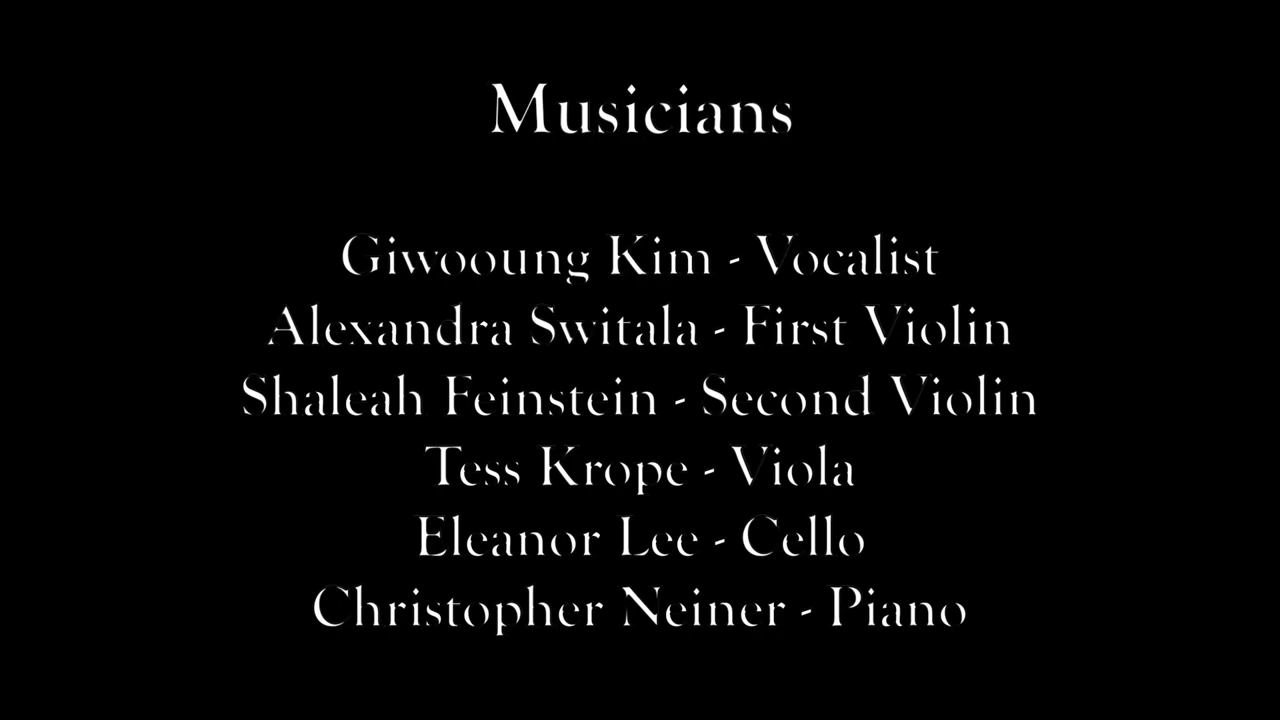 Musicians
Giwooung Kim - Vocalist
Alexandra Switala - First Violin
Shaleah Feinstein - Second Violin
Tess Krope - Viola
Eleanor Lee - Cello
Christopher Neiner - Piano